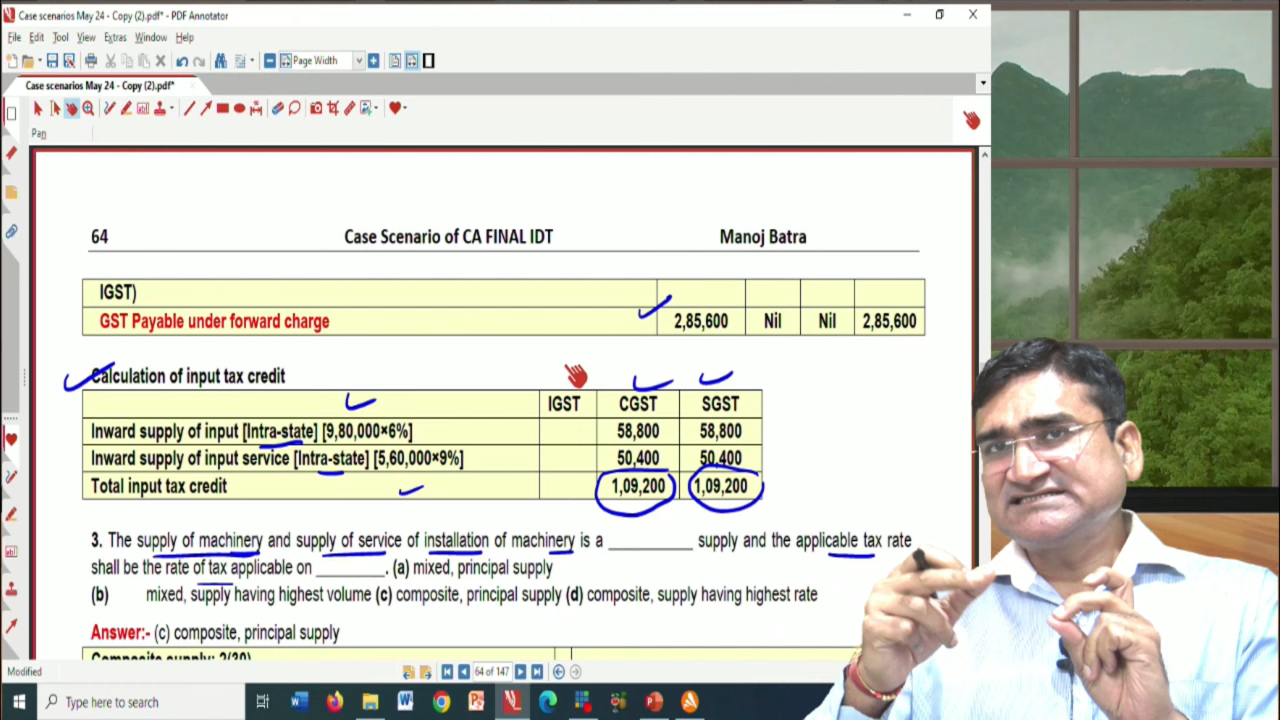 Case scenarios May 24 - Copy (2).pdf* - PDF Annotator
File Edit Tool View Extras Window Help
Page Width
Case scenarios May 24 - Copy (2).pdf*
Pan
64 Case Scenario of CA FINAL IDT Manoj Batra
IGST)
GST Payable under forward charge 2,85,600 Nil Nil 2,85,600
Calculation of input tax credit
IGST CGST SGST
Inward supply of input [Intra-state] [9,80,000×6%] 58,800 58,800
Inward supply of input service [Intra-state] [5,60,000×9%] 50,400 50,400
Total input tax credit 1,09,200 1,09,200
3. The supply of machinery and supply of service of installation of machinery is a __________ supply and the applicable tax rate
shall be the rate of tax applicable on ________. (a) mixed, principal supply
(b) mixed, supply having highest volume (c) composite, principal supply (d) composite, supply having highest rate
Answer:- (c) composite, principal supply
Composite supply: 2(30)
Modified 64 of 147
Type here to search